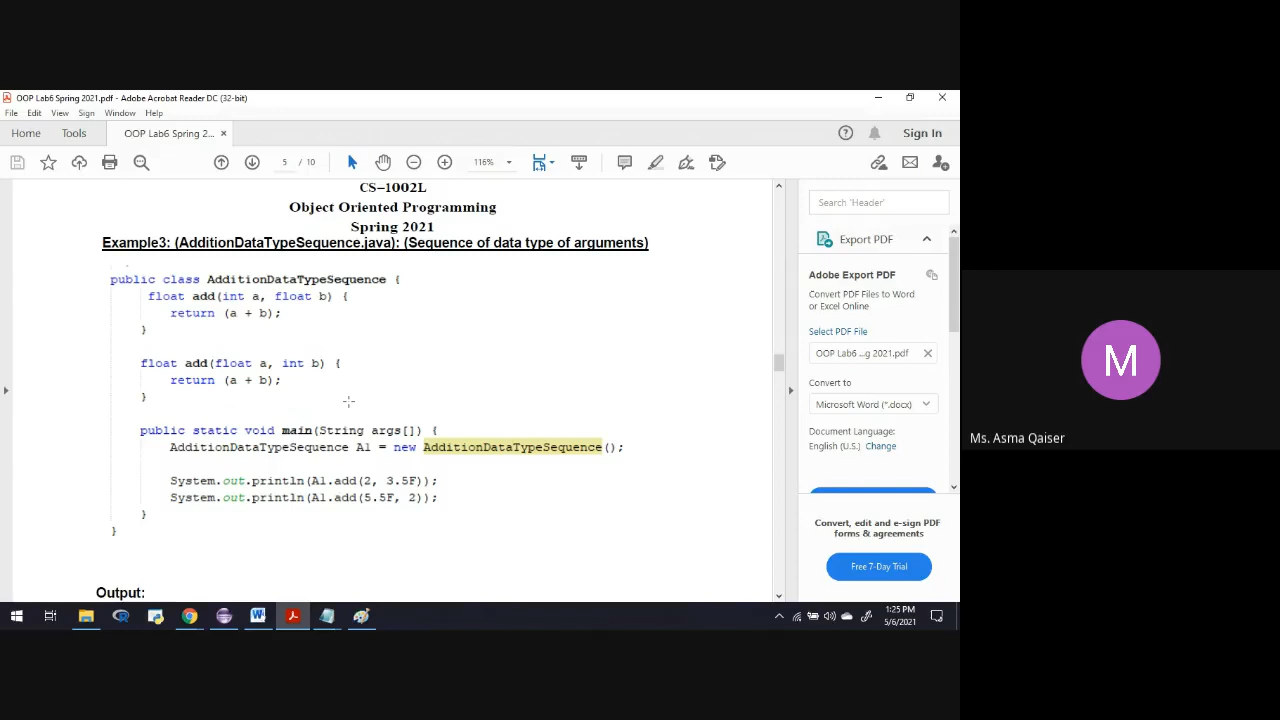 OOP Lab6 Spring 2021.pdf - Adobe Acrobat Reader DC (32-bit)
File Edit View Sign Window Help
Home Tools OOP Lab6 Spring 2... × Sign In
5 / 10 116%
CS-1002L
Object Oriented Programming
Spring 2021
Example3: (AdditionDataTypeSequence.java): (Sequence of data type of arguments)
public class AdditionDataTypeSequence {
float add(int a, float b) {
return (a + b);
}
float add(float a, int b) {
return (a + b);
}
public static void main(String args[]) {
AdditionDataTypeSequence A1 = new AdditionDataTypeSequence();
System.out.println(A1.add(2, 3.5F));
System.out.println(A1.add(5.5F, 2));
}
}
Output:
Search 'Header'
Export PDF
Adobe Export PDF
Convert PDF Files to Word
or Excel Online
Select PDF File
OOP Lab6 ...g 2021.pdf
Convert to
Microsoft Word (*.docx)
Document Language:
English (U.S.) Change
Convert, edit and e-sign PDF
forms & agreements
Free 7-Day Trial
1:25 PM
5/6/2021
M
Ms. Asma Qaiser